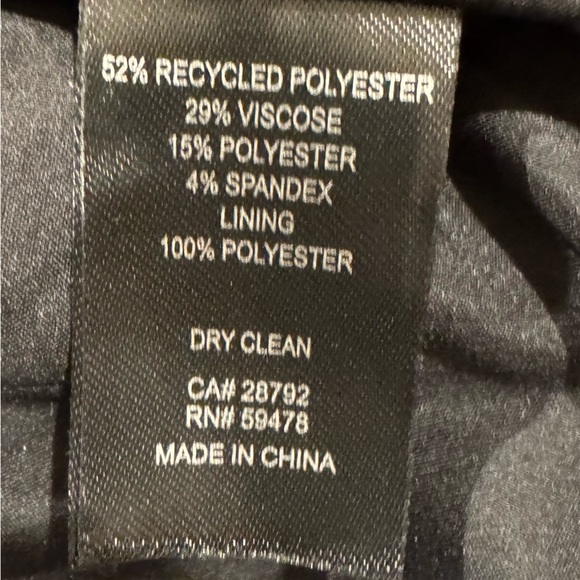 52% RECYCLED POLYESTER
29% VISCOSE
15% POLYESTER
4% SPANDEX
LINING
100% POLYESTER
DRY CLEAN
CA# 28792
RN# 59478
MADE IN CHINA